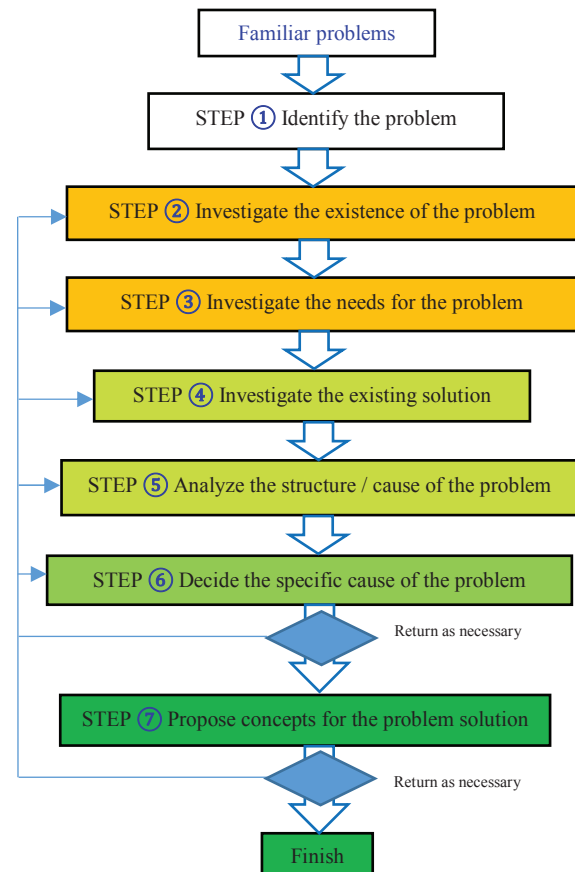 Familiar problems
STEP ① Identify the problem
STEP ② Investigate the existence of the problem
STEP ③ Investigate the needs for the problem
STEP ④ Investigate the existing solution
STEP ⑤ Analyze the structure / cause of the problem
STEP ⑥ Decide the specific cause of the problem
Return as necessary
STEP ⑦ Propose concepts for the problem solution
Return as necessary
Finish